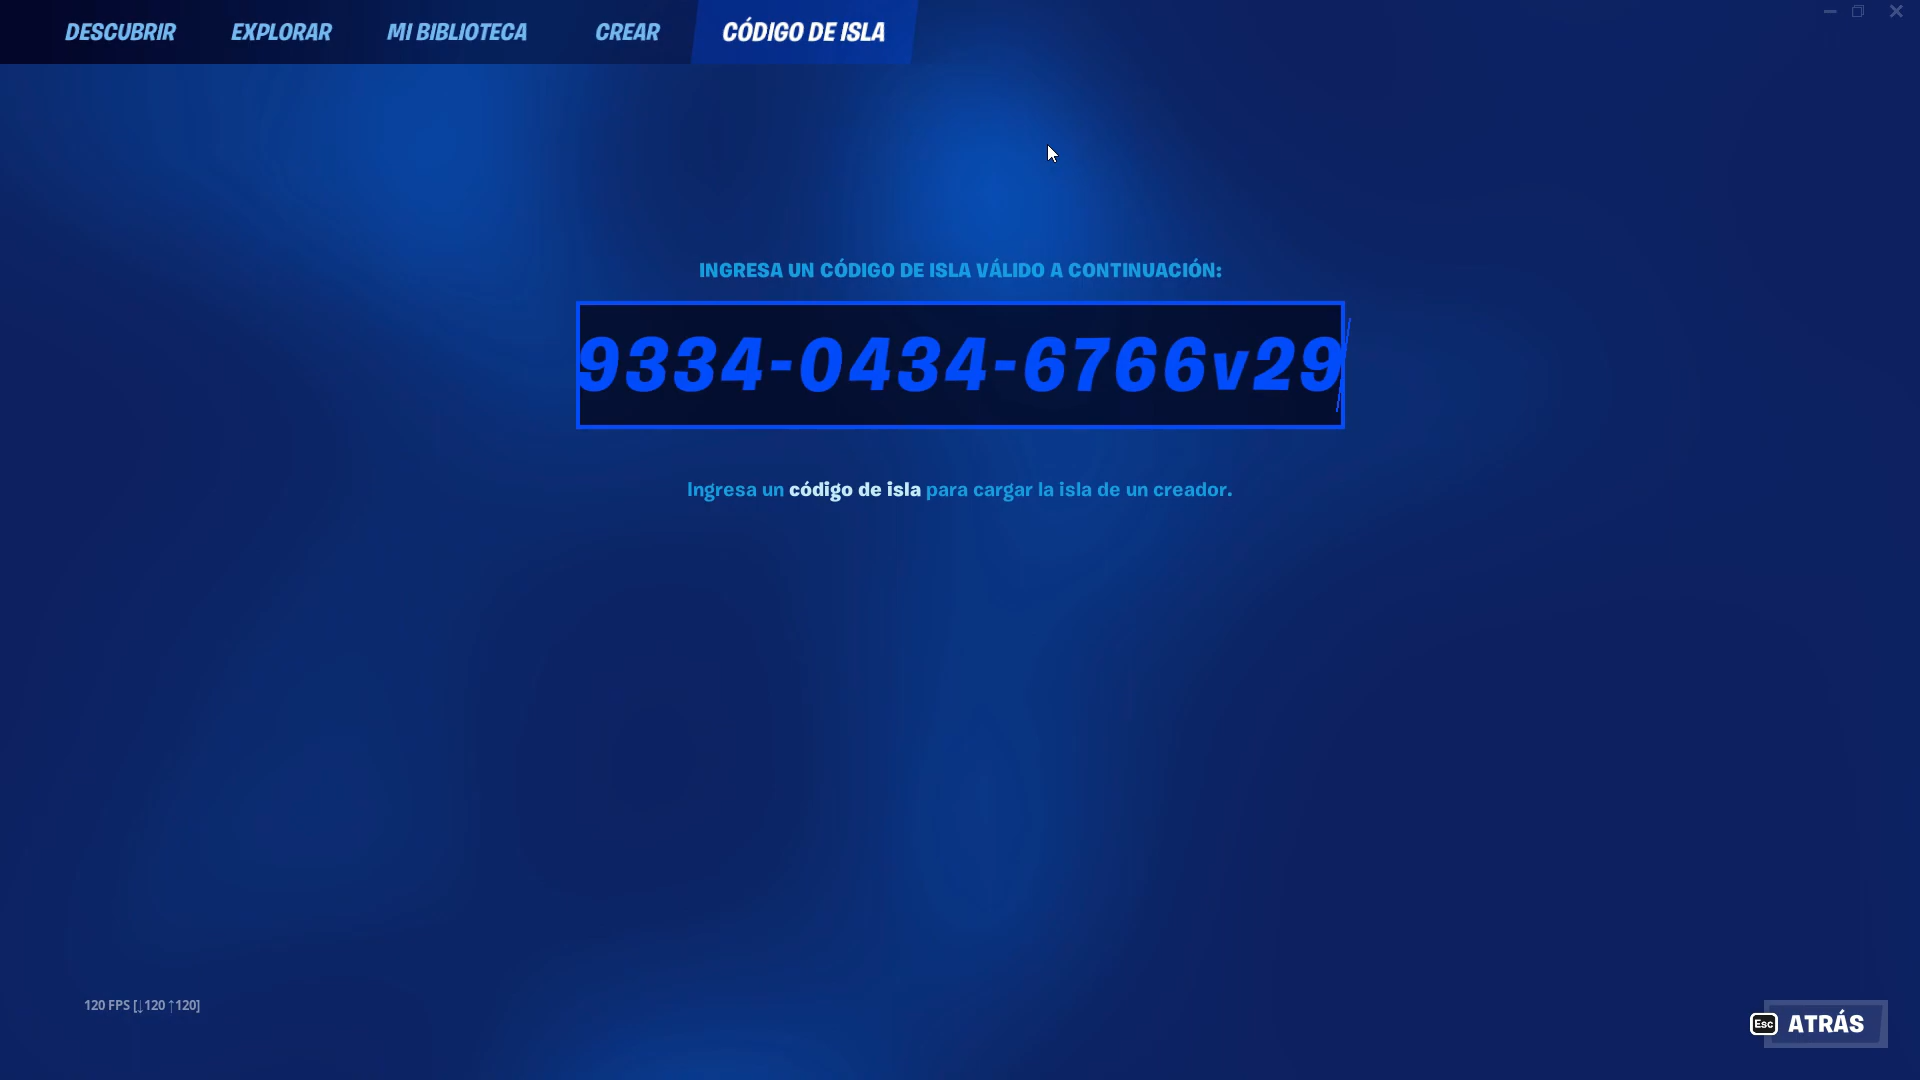 DESCUBRIR EXPLORAR MI BIBLIOTECA CREAR CÓDIGO DE ISLA
INGRESA UN CÓDIGO DE ISLA VÁLIDO A CONTINUACIÓN:
9334-0434-6766v29
Ingresa un código de isla para cargar la isla de un creador.
120 FPS [↓120 ↑120]
Esc ATRÁS